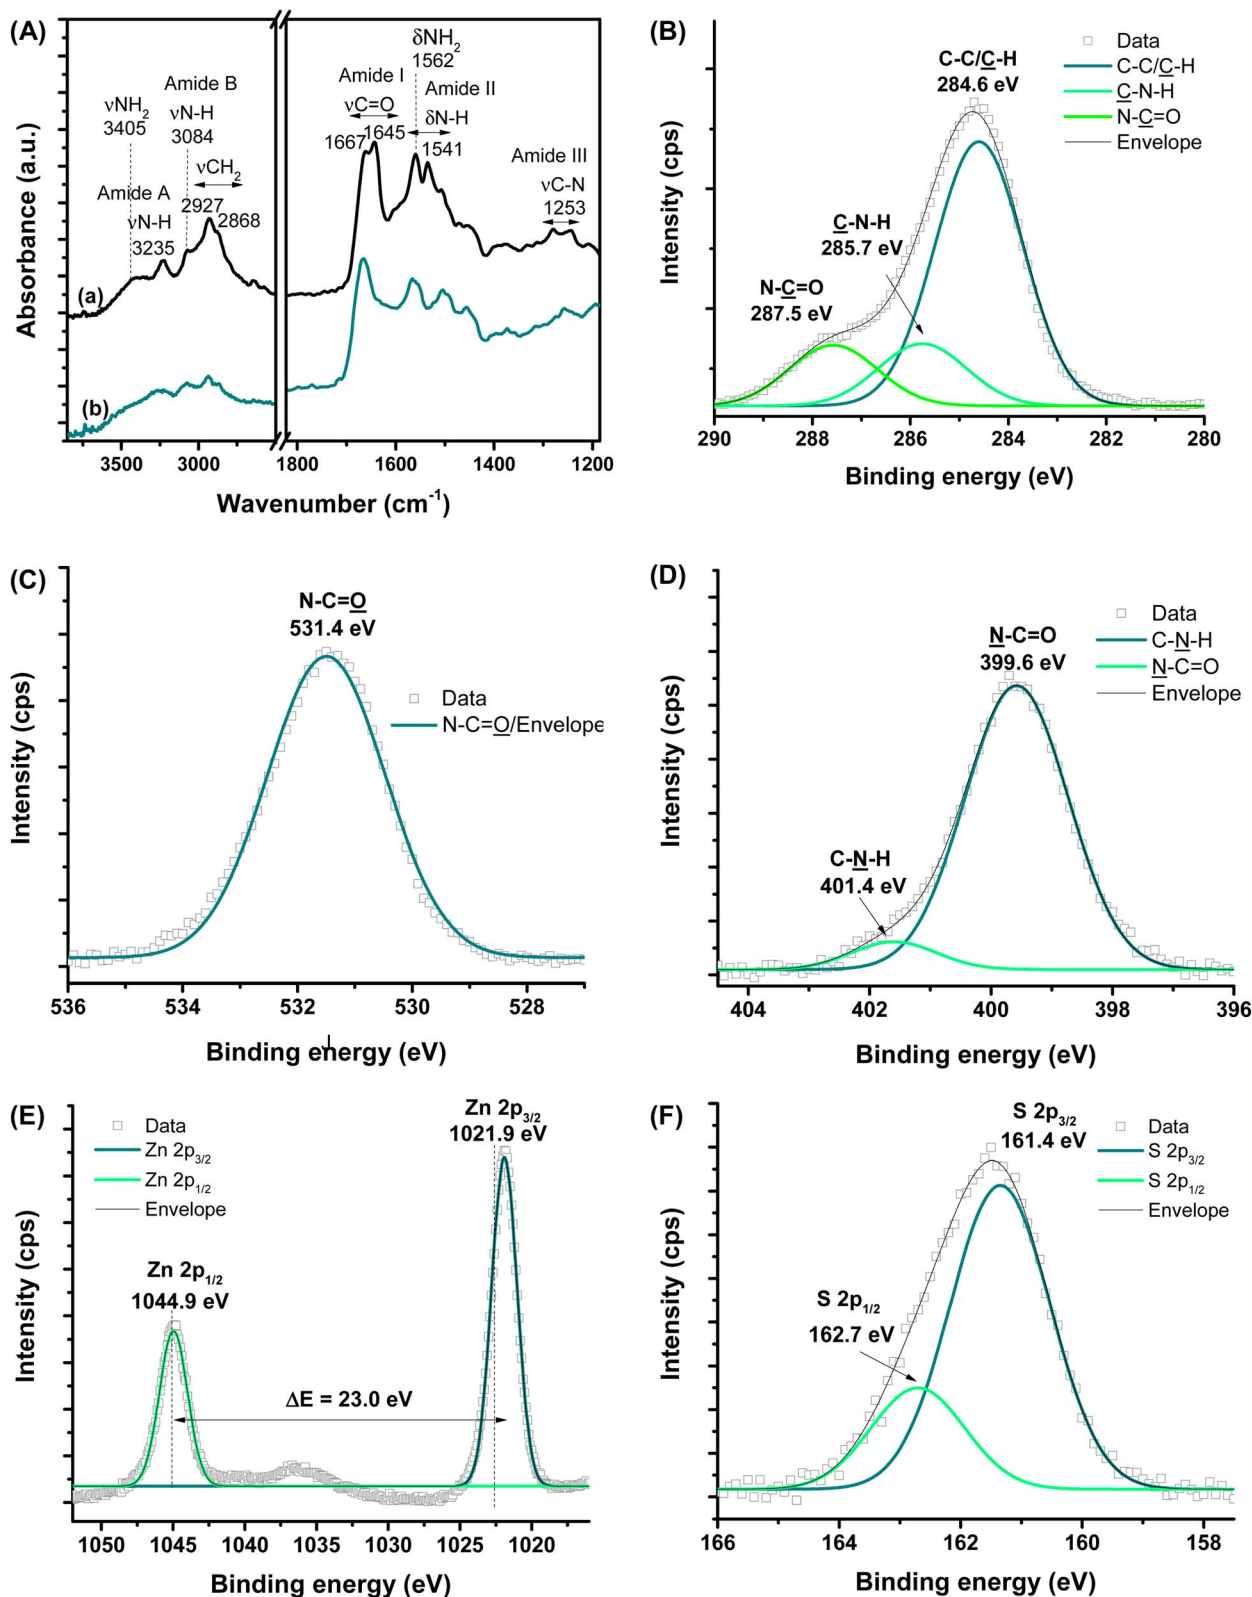 (A)
δNH2
1562
Amide I
Amide B
Amide II
νNH2
νN-H
νC=O
δN-H
3405
3084
1667
1645
1541
Amide III
νCH2
νC-N
Amide A
2927
1253
νN-H
2868
3235
(a)
(b)
Absorbance (a.u.)
3500 3000 1800 1600 1400 1200
Wavenumber (cm-1)
(B)
C-C/C-H
284.6 eV
Data
C-C/C-H
C-N-H
N-C=O
Envelope
C-N-H
285.7 eV
N-C=O
287.5 eV
Intensity (cps)
290 288 286 284 282 280
Binding energy (eV)
(C)
N-C=O
531.4 eV
Data
N-C=O/Envelope
Intensity (cps)
536 534 532 530 528
Binding energy (eV)
(D)
N-C=O
399.6 eV
Data
C-N-H
N-C=O
Envelope
C-N-H
401.4 eV
Intensity (cps)
404 402 400 398 396
Binding energy (eV)
(E)
Zn 2p3/2
1021.9 eV
Data
Zn 2p3/2
Zn 2p1/2
Envelope
Zn 2p1/2
1044.9 eV
ΔE = 23.0 eV
Intensity (cps)
1050 1045 1040 1035 1030 1025 1020
Binding energy (eV)
(F)
S 2p3/2
161.4 eV
Data
S 2p3/2
S 2p1/2
Envelope
S 2p1/2
162.7 eV
Intensity (cps)
166 164 162 160 158
Binding energy (eV)